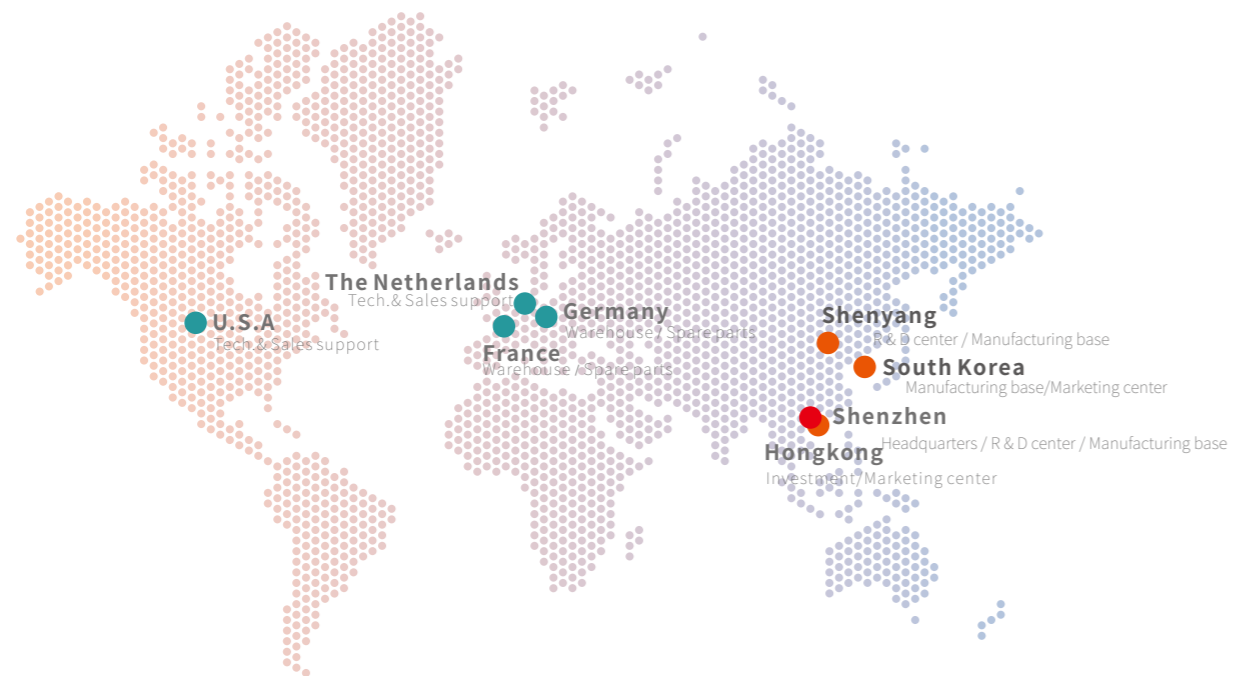 The Netherlands
Tech.& Sales support
U.S.A
Tech.& Sales support
Germany
Warehouse / Spare parts
France
Warehouse / Spare parts
Shenyang
R & D center / Manufacturing base
South Korea
Manufacturing base/Marketing center
Shenzhen
Headquarters / R & D center / Manufacturing base
Hongkong
Investment/Marketing center